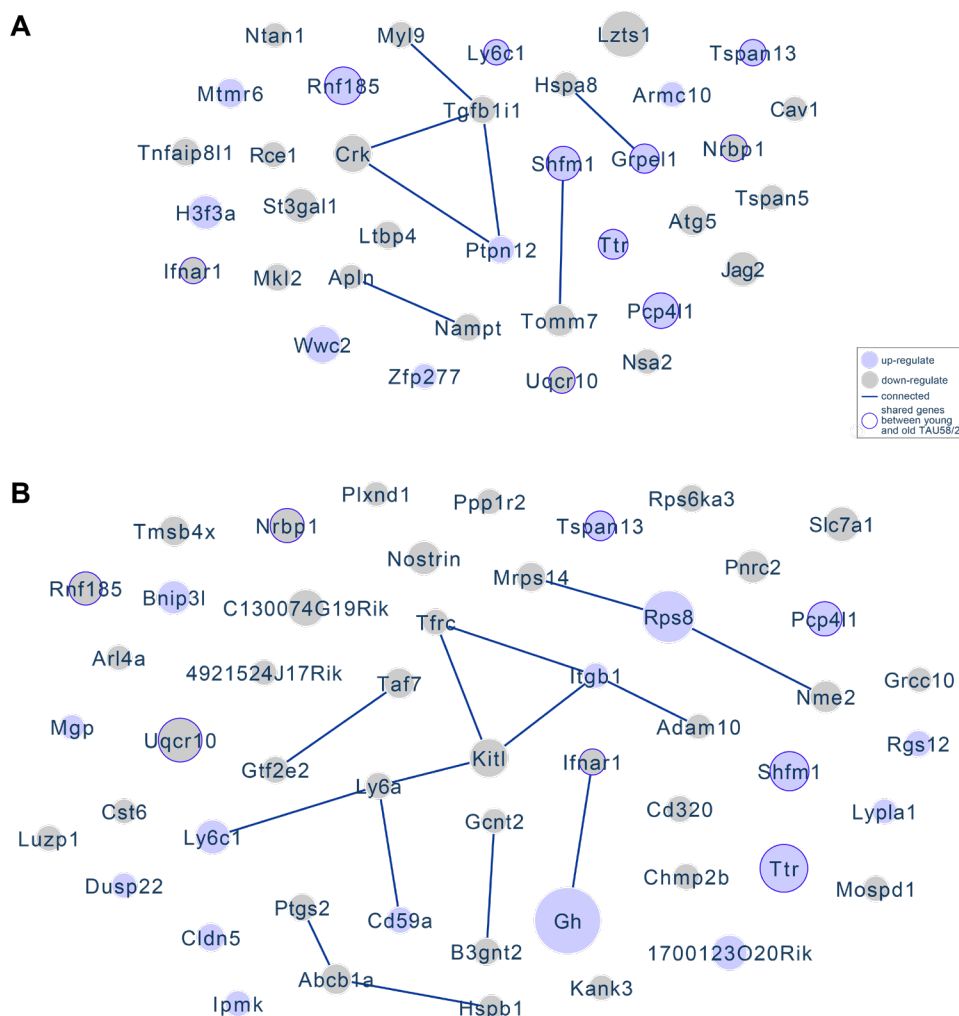 A
Ntan1
Myl9
Ly6c1
Lzts1
Tspan13
Mtmr6
Rnf185
Hspa8
Armc10
Tgfb1i1
Cav1
Tnfaip8l1
Rce1
Crk
Shfm1
Grpel1
Nrbp1
H3f3a
St3gal1
Tspan5
Ltbp4
Ptpn12
Ttr
Atg5
Ifnar1
Mkl2
Apln
Jag2
Wwc2
Nampt
Tomm7
Pcp4l1
Zfp277
Uqcr10
Nsa2
up-regulate
down-regulate
connected
shared genes
between young
and old TAU58/2
B
Plxnd1
Ppp1r2
Rps6ka3
Tmsb4x
Nrbp1
Tspan13
Slc7a1
Nostrin
Rnf185
Bnip3l
Mrps14
Pnrc2
C130074G19Rik
Tfrc
Rps8
Pcp4l1
Arl4a
4921524J17Rik
Taf7
Itgb1
Nme2
Grcc10
Mgp
Uqcr10
Adam10
Rgs12
Gtf2e2
Kitl
Ifnar1
Shfm1
Ly6a
Cst6
Luzp1
Ly6c1
Gcnt2
Cd320
Lypla1
Dusp22
Chmp2b
Ttr
Mospd1
Ptgs2
Cd59a
Gh
Cldn5
B3gnt2
1700123O20Rik
Abcb1a
Kank3
Ipmk
Hspb1